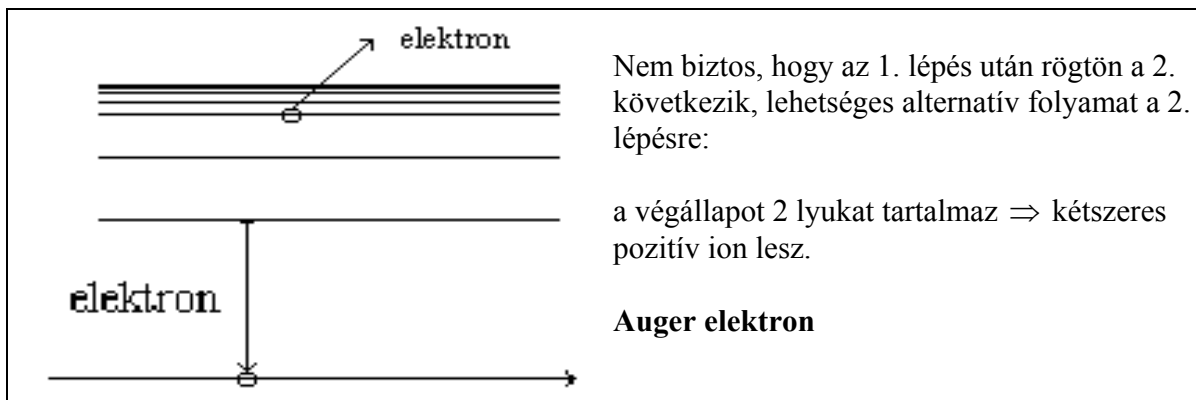 elektron
elektron
Nem biztos, hogy az 1. lépés után rögtön a 2.
következik, lehetséges alternatív folyamat a 2.
lépésre:
a végállapot 2 lyukat tartalmaz ⇒ kétszeres
pozitív ion lesz.
Auger elektron